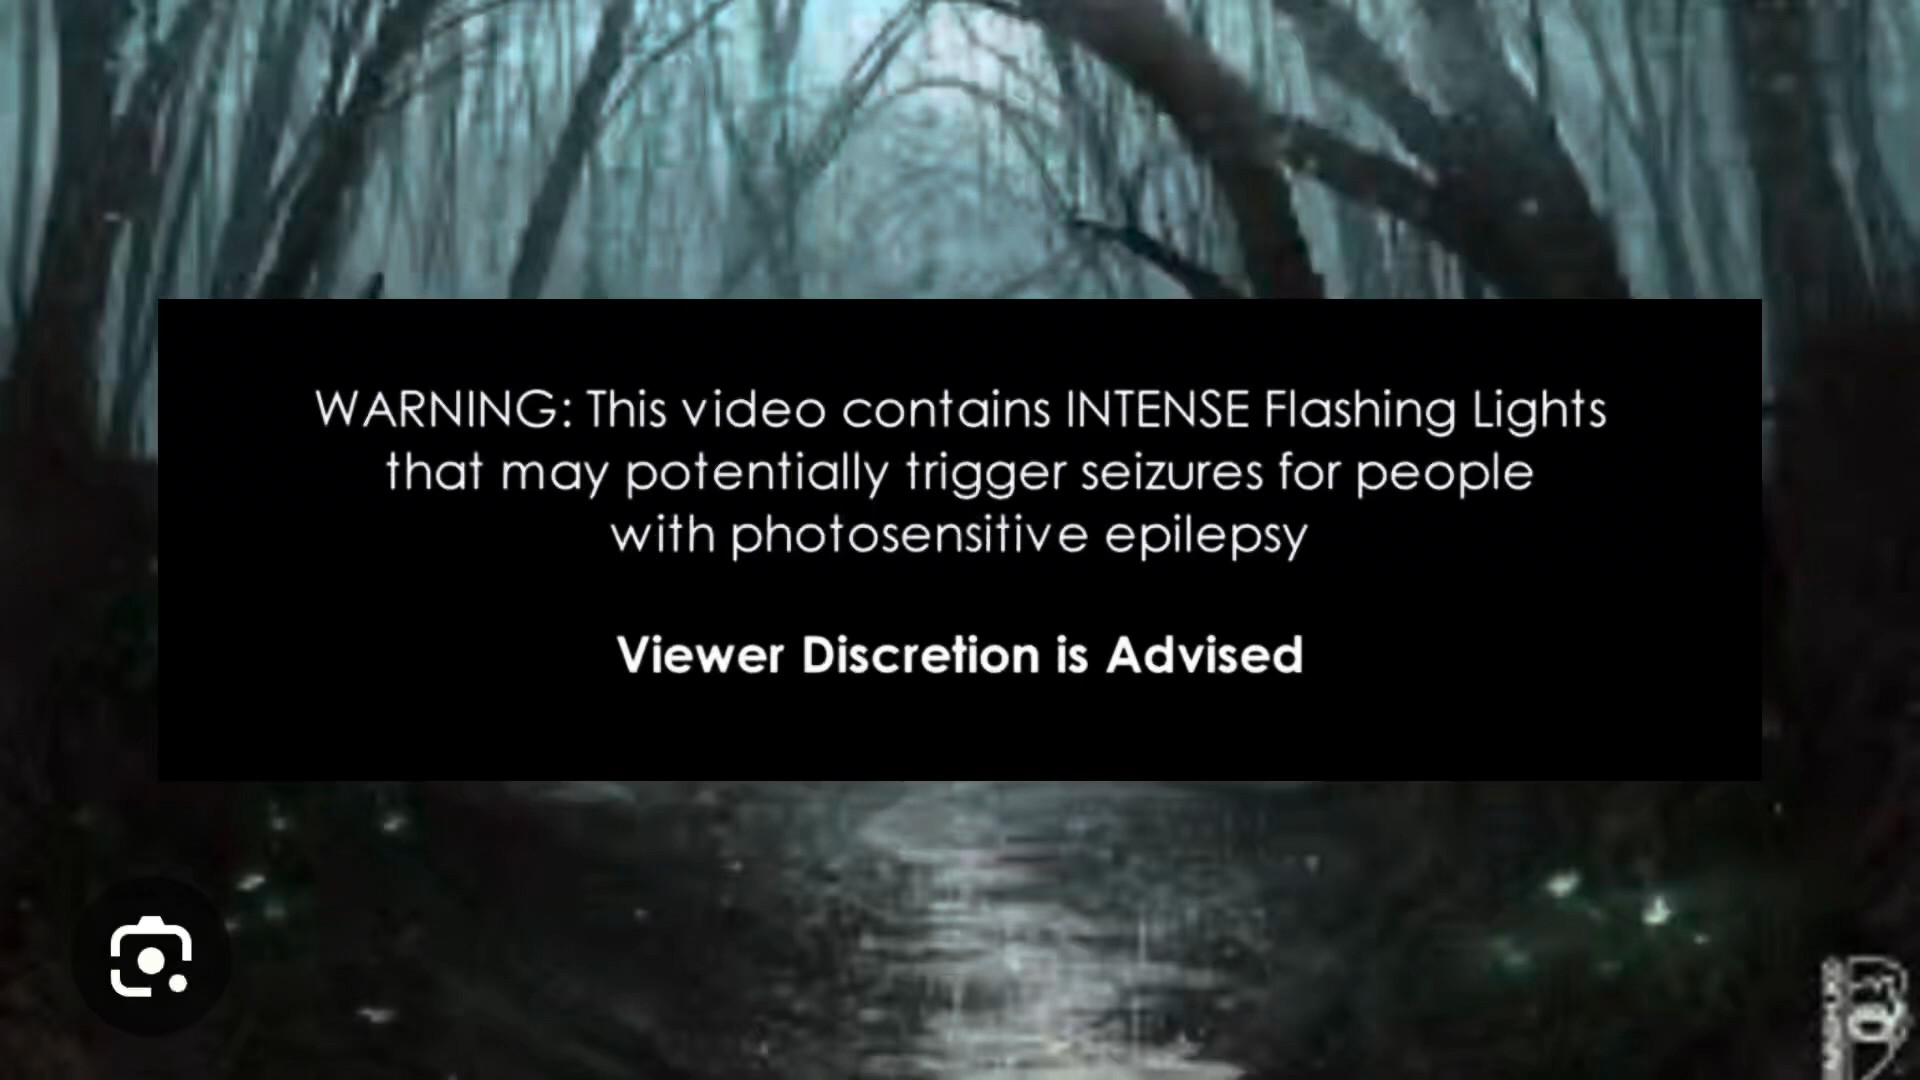 WARNING: This video contains INTENSE Flashing Lights
that may potentially trigger seizures for people
with photosensitive epilepsy
Viewer Discretion is Advised